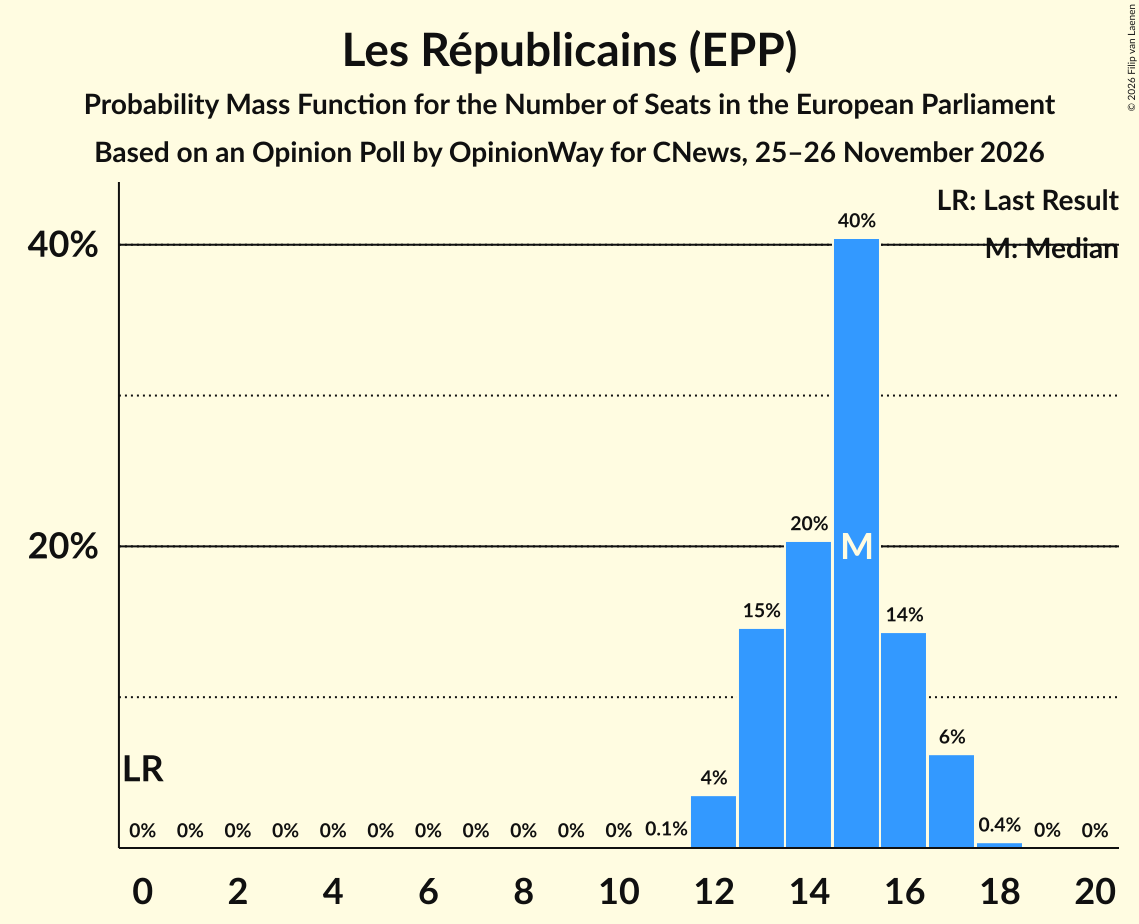 Les Républicains (EPP)
Probability Mass Function for the Number of Seats in the European Parliament
Based on an Opinion Poll by OpinionWay for CNews, 25–26 November 2026
© 2026 Filip van Laenen
LR: Last Result
M: Median
40%
20%
40%
20%
M
15%
14%
6%
4%
LR
0% 0% 0% 0% 0% 0% 0% 0% 0% 0% 0% 0.1% 0.4% 0% 0%
0 2 4 6 8 10 12 14 16 18 20